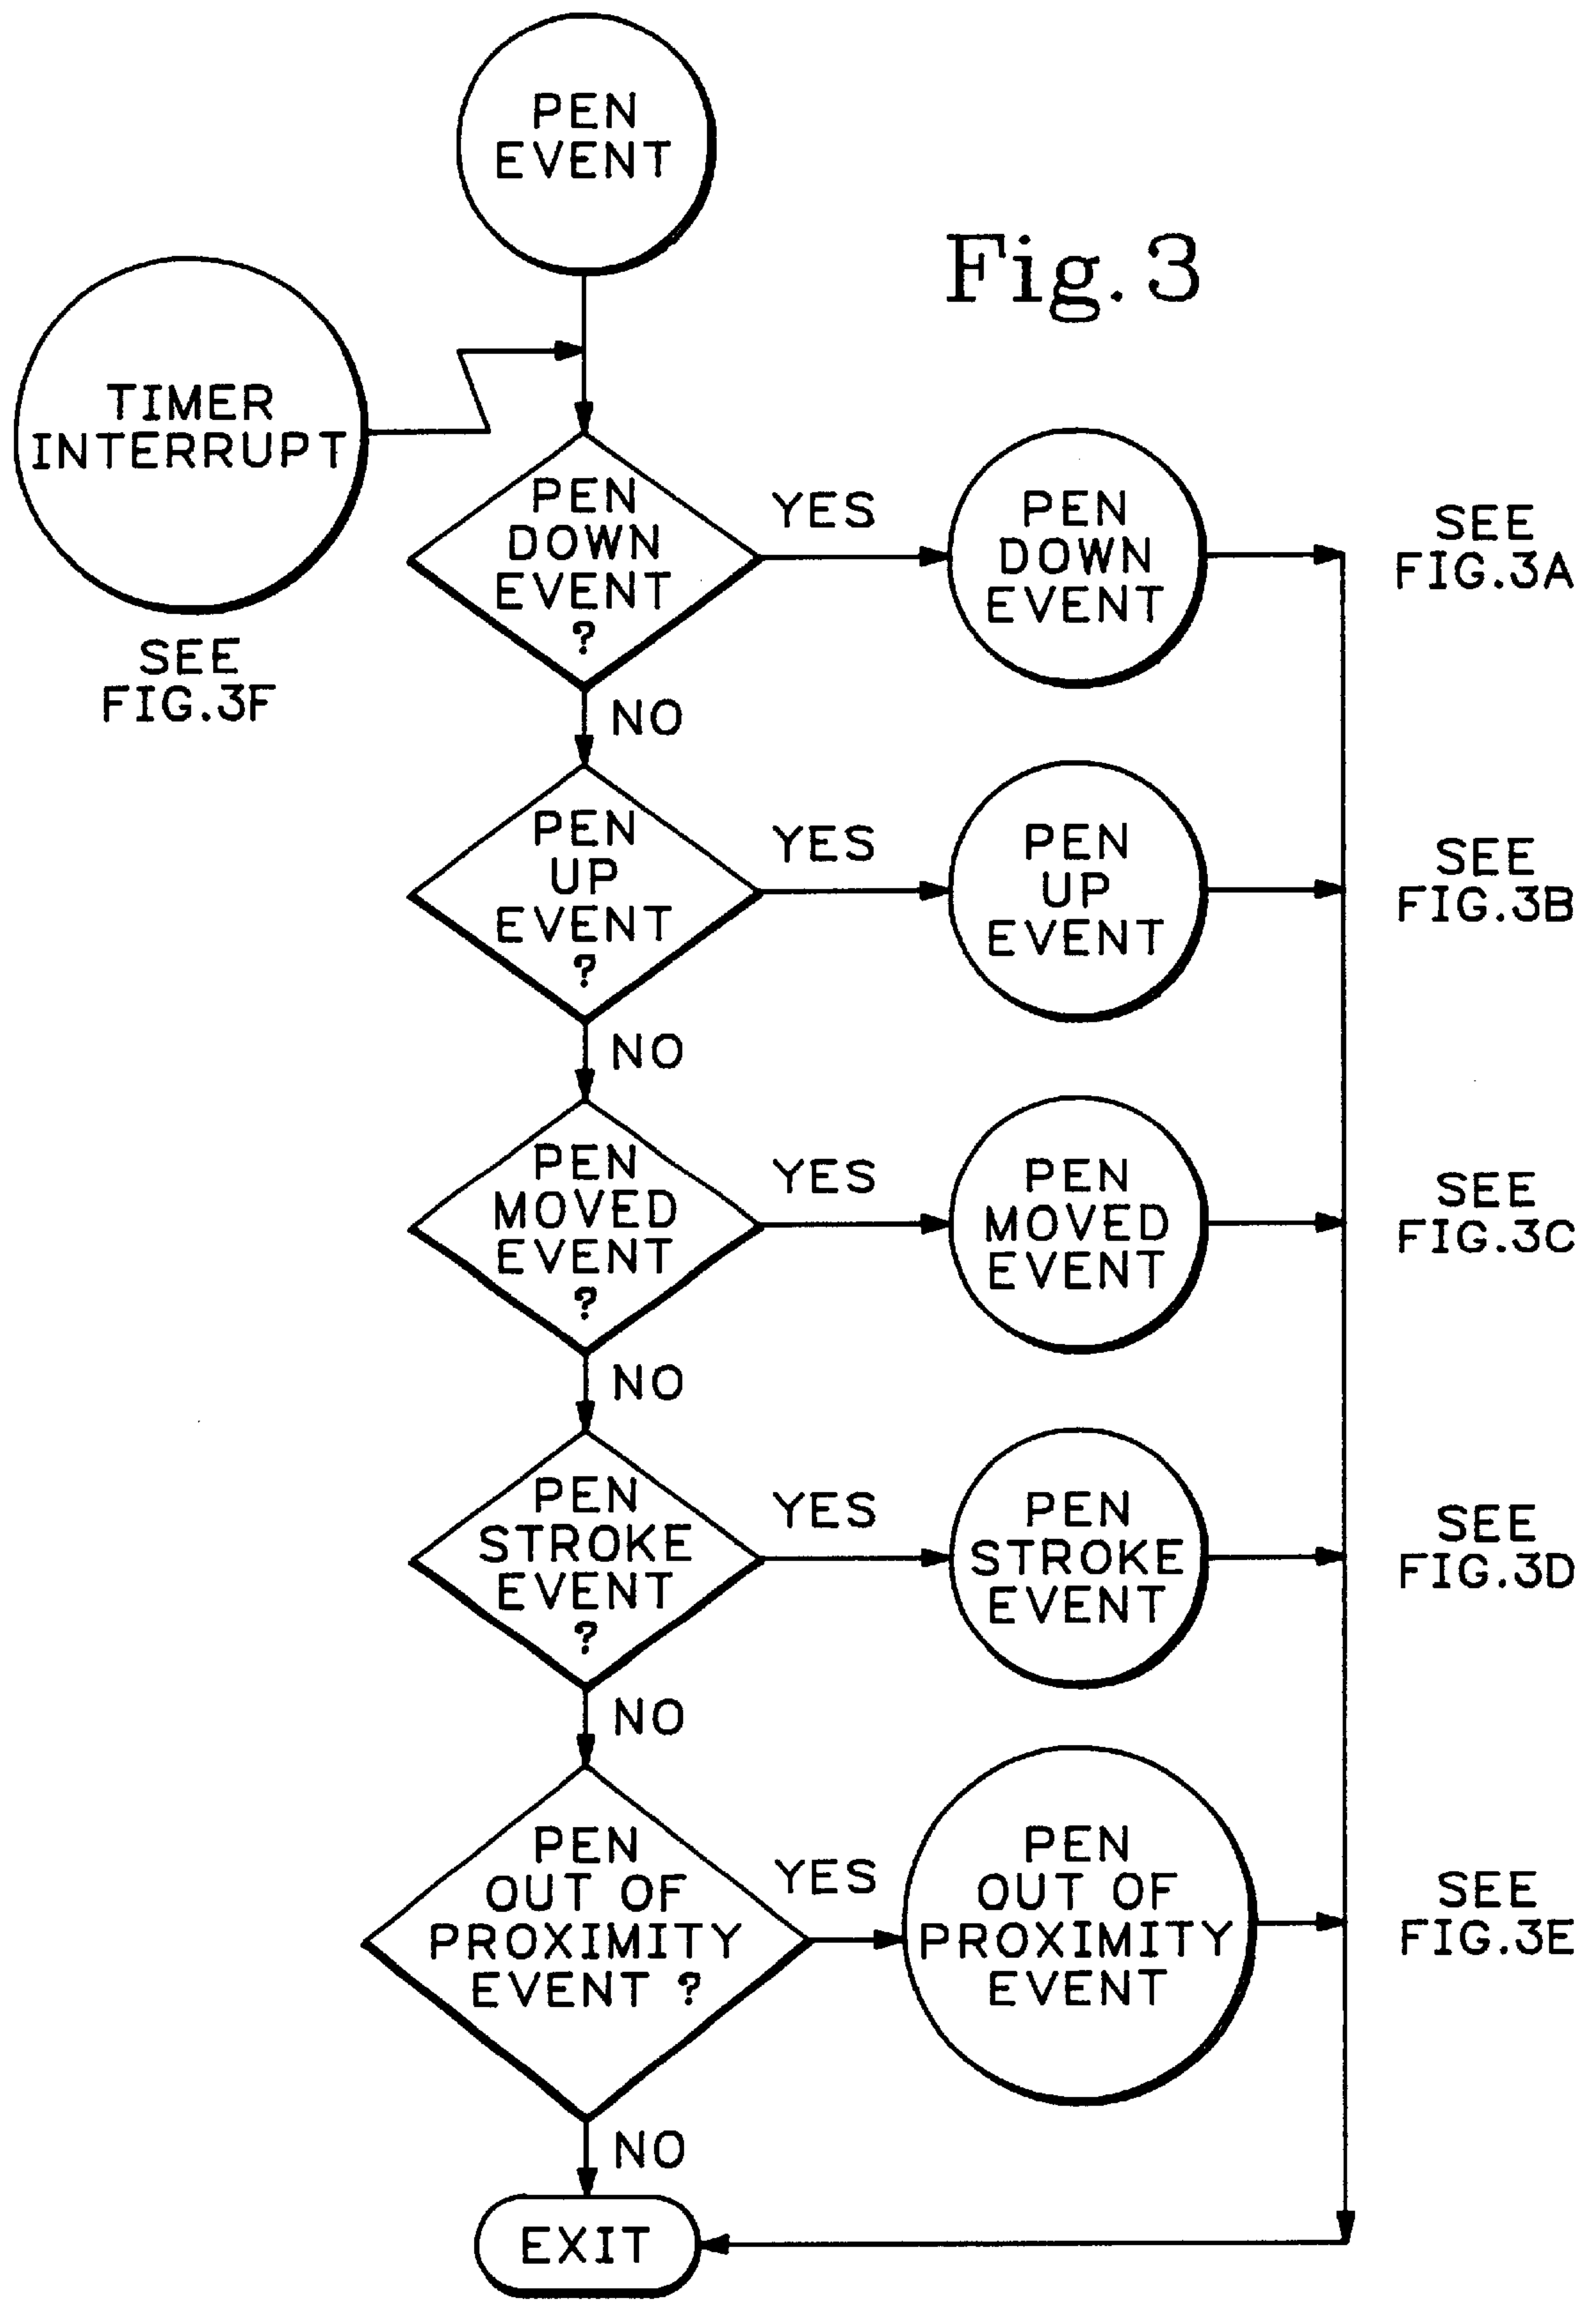 PEN
EVENT
Fig. 3
TIMER
INTERRUPT
SEE
FIG.3F
PEN
DOWN
EVENT
?
YES
PEN
DOWN
EVENT
SEE
FIG.3A
NO
PEN
UP
EVENT
?
YES
PEN
UP
EVENT
SEE
FIG.3B
NO
PEN
MOVED
EVENT
?
YES
PEN
MOVED
EVENT
SEE
FIG.3C
NO
PEN
STROKE
EVENT
?
YES
PEN
STROKE
EVENT
SEE
FIG.3D
NO
PEN
OUT OF
PROXIMITY
EVENT ?
YES
PEN
OUT OF
PROXIMITY
EVENT
SEE
FIG.3E
NO
EXIT